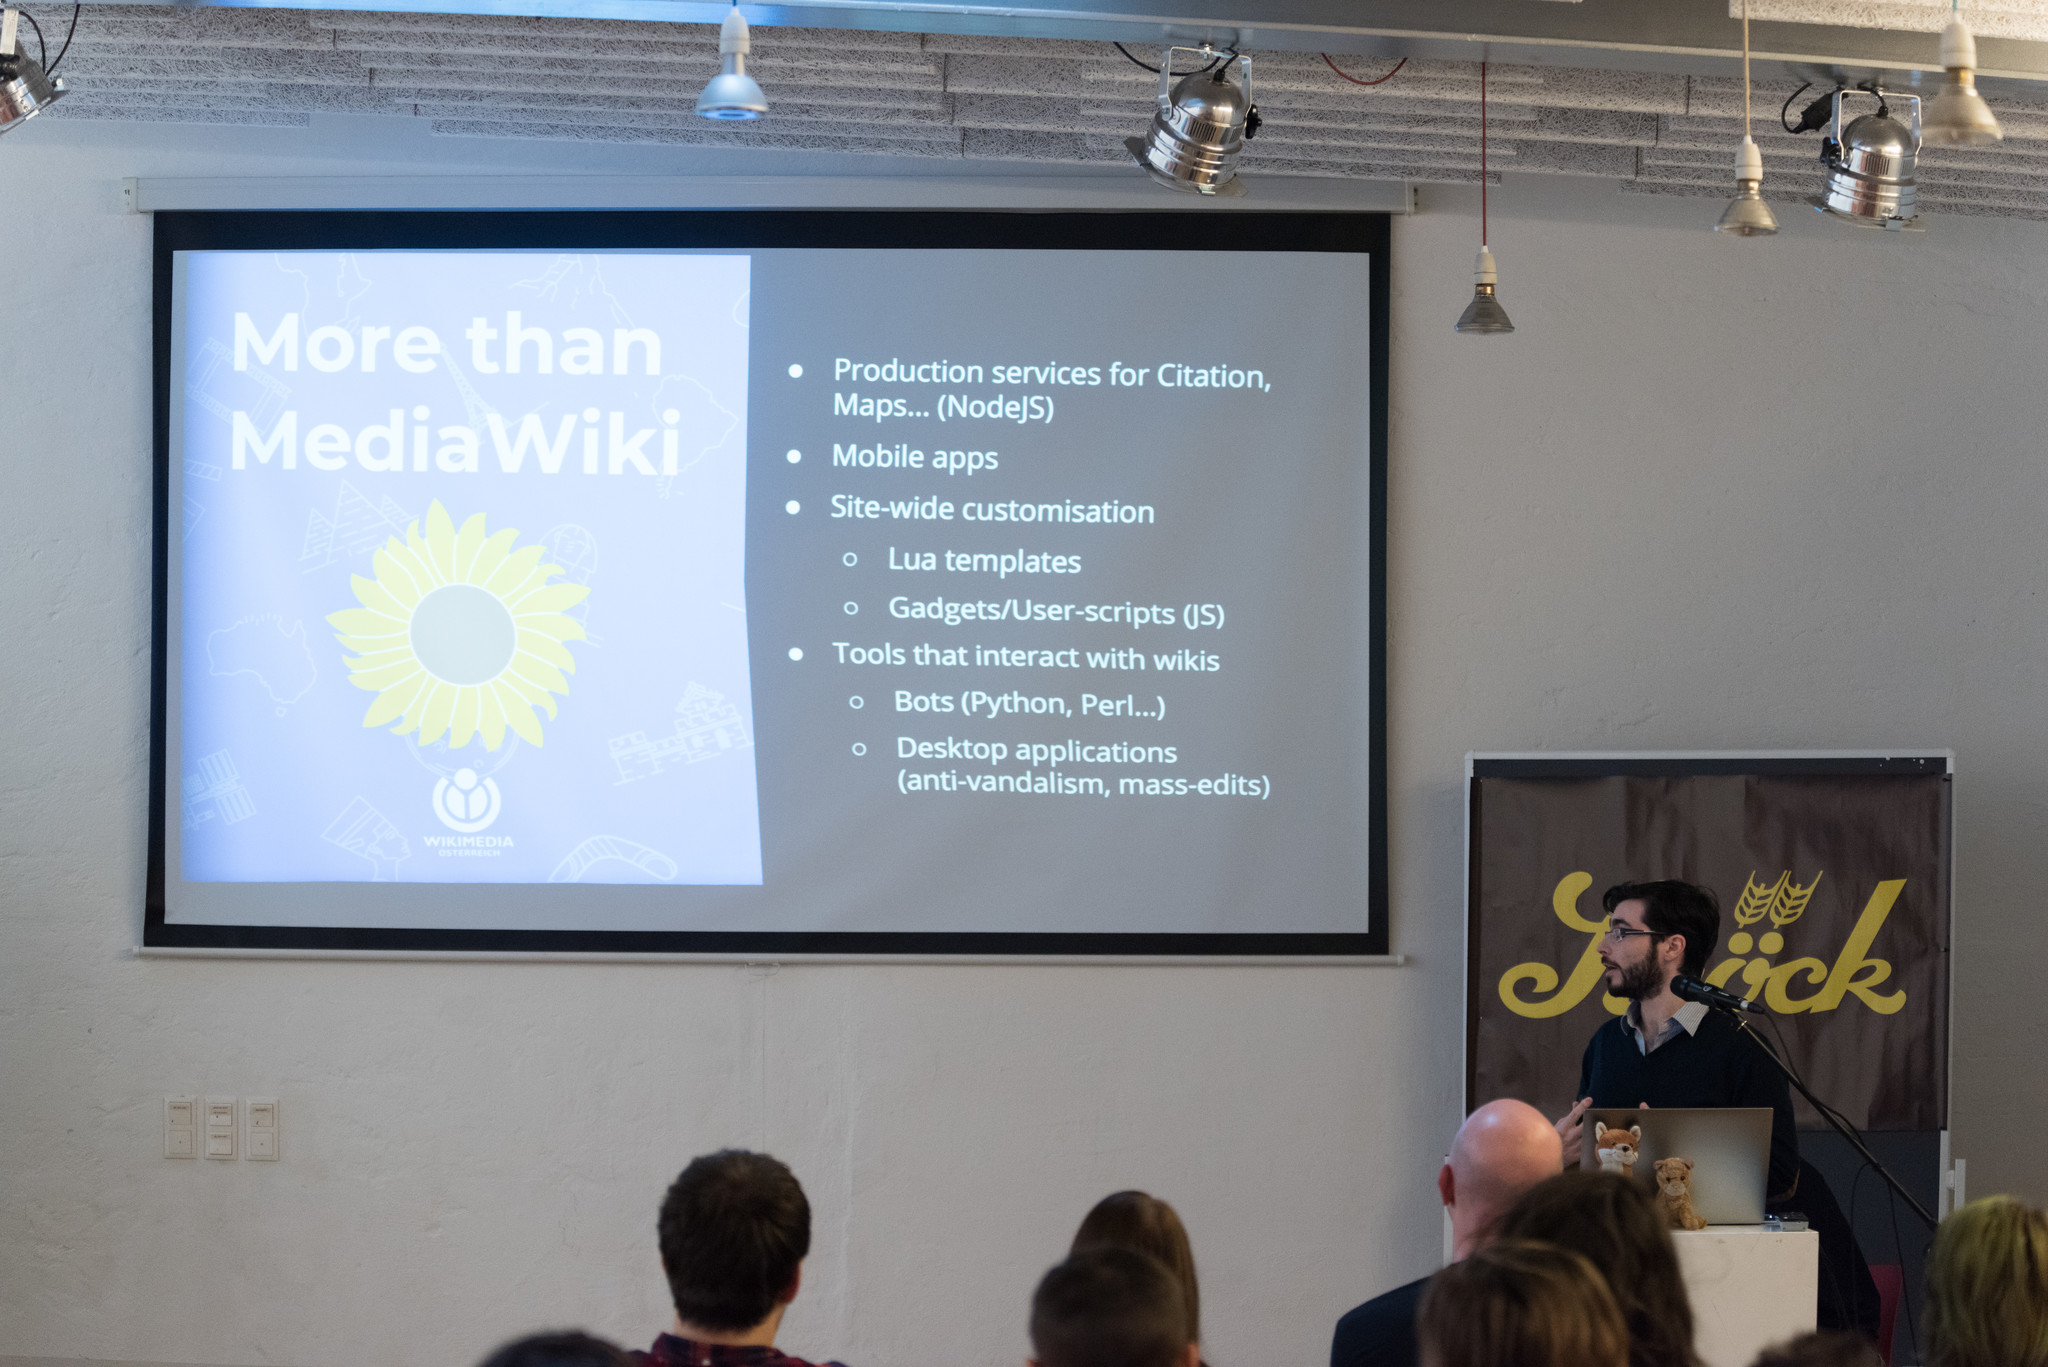 More than
MediaWiki
WIKIMEDIA
ÖSTERREICH
● Production services for Citation,
Maps... (NodeJS)
● Mobile apps
● Site-wide customisation
○ Lua templates
○ Gadgets/User-scripts (JS)
● Tools that interact with wikis
○ Bots (Python, Perl...)
○ Desktop applications
(anti-vandalism, mass-edits)